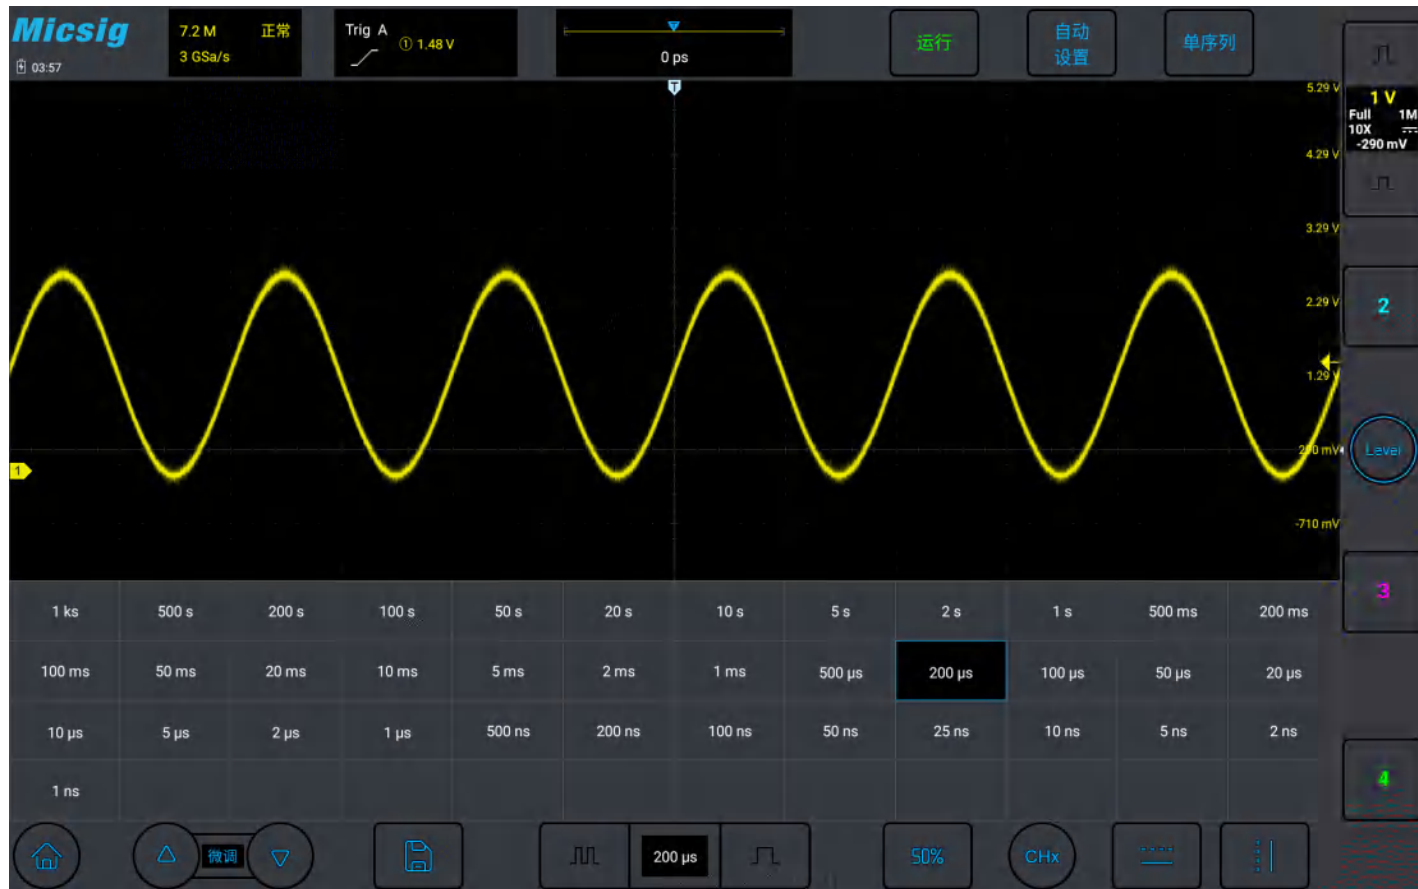 Micsig
03:57
7.2 M 正常
3 GSa/s
Trig A
① 1.48 V
0 ps
运行
自动
设置
单序列
T
5.29 V
4.29 V
3.29 V
2.29 V
1.29 V
290 mV
-710 mV
1
1 V
Full 1M
10X
-290 mV
2
Level
3
4
1 ks 500 s 200 s 100 s 50 s 20 s 10 s 5 s 2 s 1 s 500 ms 200 ms
100 ms 50 ms 20 ms 10 ms 5 ms 2 ms 1 ms 500 μs 200 μs 100 μs 50 μs 20 μs
10 μs 5 μs 2 μs 1 μs 500 ns 200 ns 100 ns 50 ns 25 ns 10 ns 5 ns 2 ns
1 ns
微调
200 μs
50%
CHx